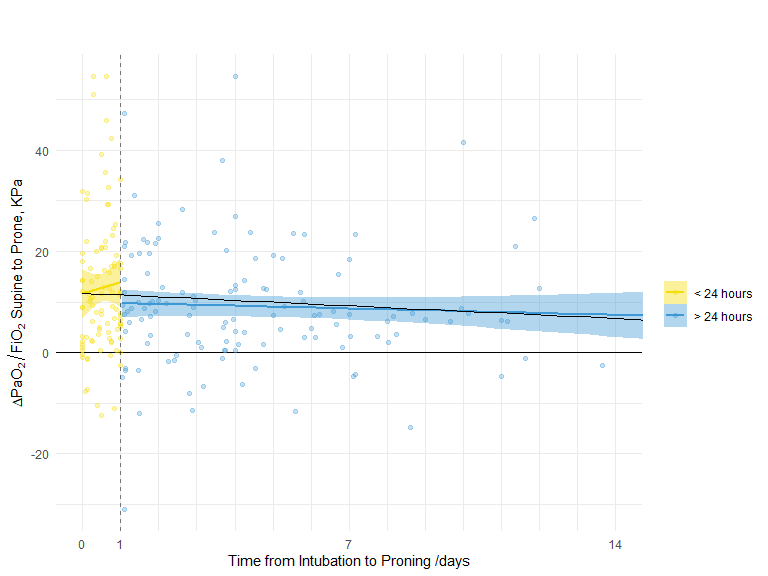 40
20
0
-20
0 1 7 14
Time from Intubation to Proning /days
ΔPaO2/FiO2 Supine to Prone, KPa
< 24 hours
> 24 hours